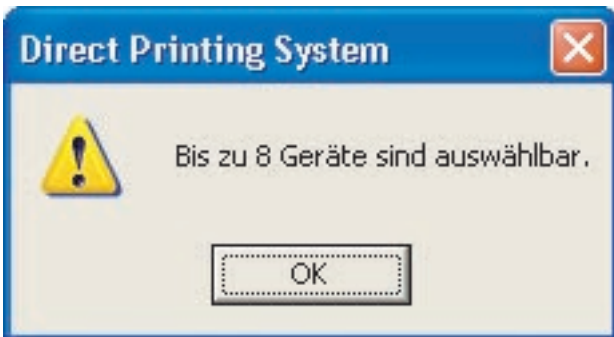 Direct Printing System
Bis zu 8 Geräte sind auswählbar.
OK